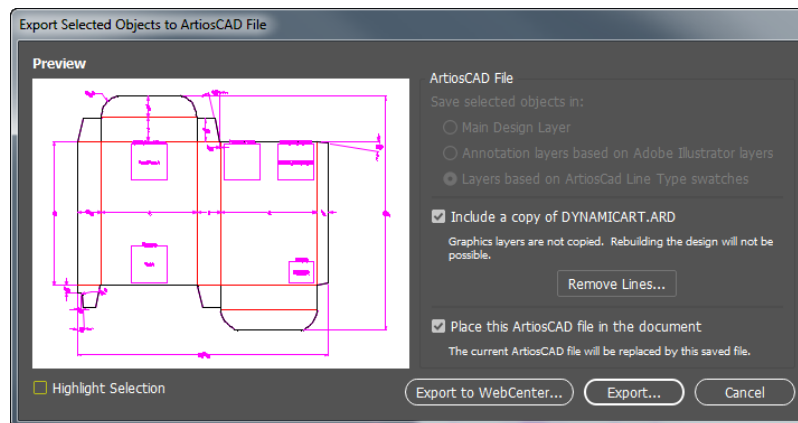 Export Selected Objects to ArtiosCAD File
Preview
ArtiosCAD File
Save selected objects in:
Main Design Layer
Annotation layers based on Adobe Illustrator layers
Layers based on ArtiosCad Line Type swatches
Include a copy of DYNAMICART.ARD
Graphics layers are not copied. Rebuilding the design will not be
possible.
Remove Lines...
Place this ArtiosCAD file in the document
The current ArtiosCAD file will be replaced by this saved file.
Highlight Selection
Export to WebCenter...
Export...
Cancel